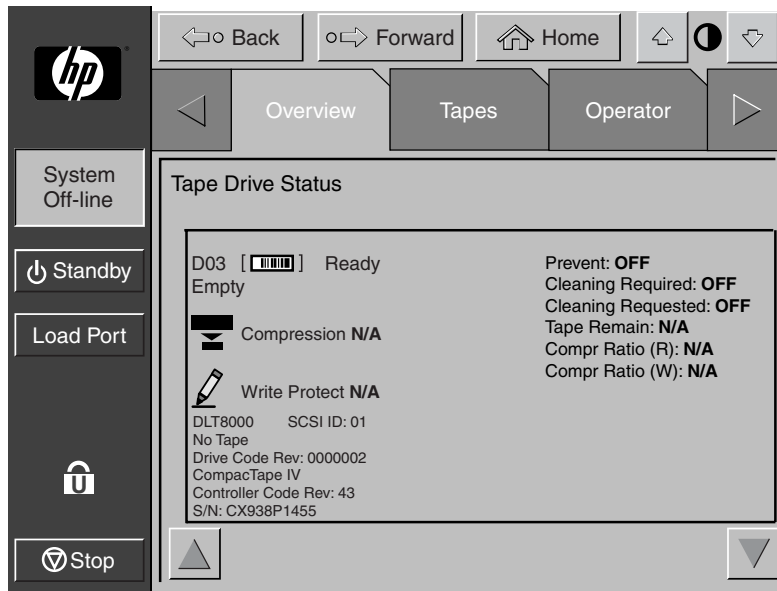 hp
Back
Forward
Home
Overview
Tapes
Operator
System
Off-line
Standby
Load Port
U
Stop
Tape Drive Status
D03 [ ] Ready
Empty
Compression N/A
Write Protect N/A
DLT8000 SCSI ID: 01
No Tape
Drive Code Rev: 0000002
CompacTape IV
Controller Code Rev: 43
S/N: CX938P1455
Prevent: OFF
Cleaning Required: OFF
Cleaning Requested: OFF
Tape Remain: N/A
Compr Ratio (R): N/A
Compr Ratio (W): N/A